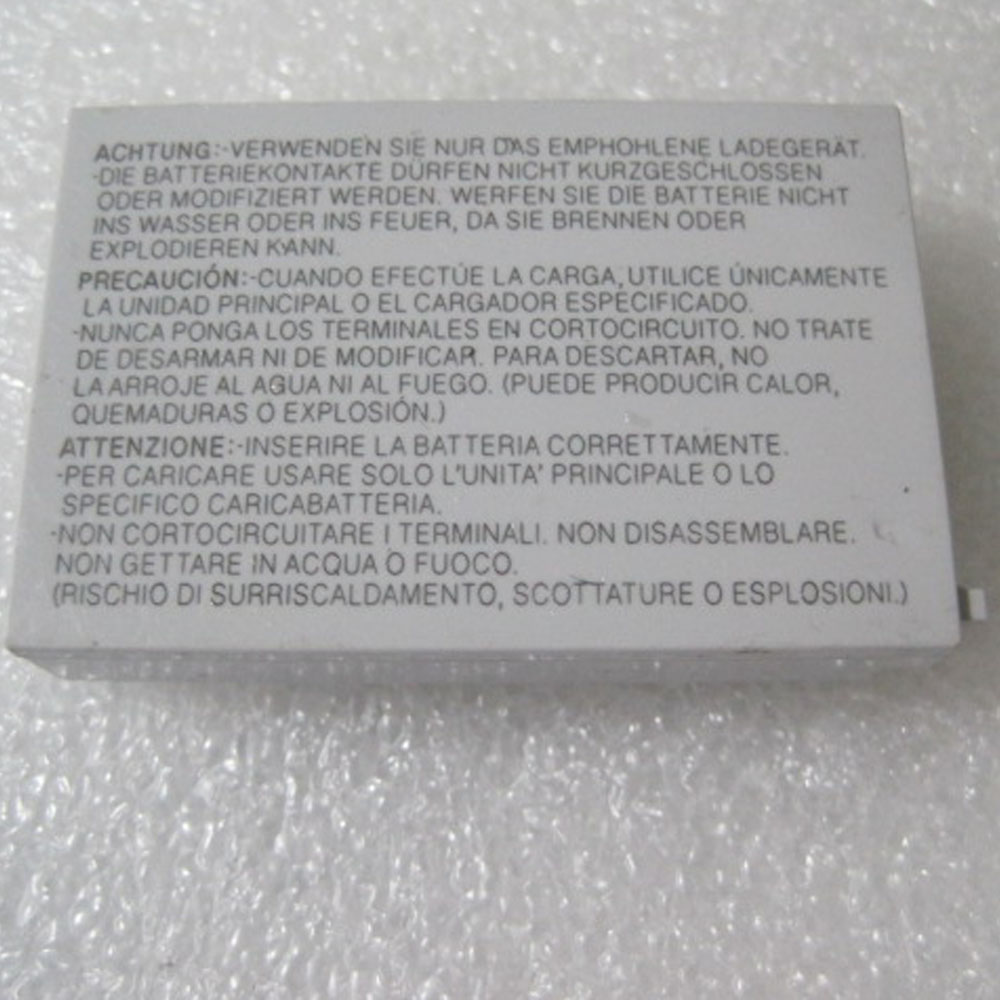 ACHTUNG:-VERWENDEN SIE NUR DAS EMPHOHLENE LADEGERÄT.
-DIE BATTERIEKONTAKTE DÜRFEN NICHT KURZGESCHLOSSEN
ODER MODIFIZIERT WERDEN. WERFEN SIE DIE BATTERIE NICHT
INS WASSER ODER INS FEUER, DA SIE BRENNEN ODER
EXPLODIEREN KANN.
PRECAUCIÓN:-CUANDO EFECTÚE LA CARGA, UTILICE ÚNICAMENTE
LA UNIDAD PRINCIPAL O EL CARGADOR ESPECIFICADO.
-NUNCA PONGA LOS TERMINALES EN CORTOCIRCUITO. NO TRATE
DE DESARMAR NI DE MODIFICAR. PARA DESCARTAR, NO
LA ARROJE AL AGUA NI AL FUEGO. (PUEDE PRODUCIR CALOR,
QUEMADURAS O EXPLOSIÓN.)
ATTENZIONE:-INSERIRE LA BATTERIA CORRETTAMENTE.
-PER CARICARE USARE SOLO L'UNITA' PRINCIPALE O LO
SPECIFICO CARICABATTERIA.
-NON CORTOCIRCUITARE I TERMINALI. NON DISASSEMBLARE.
NON GETTARE IN ACQUA O FUOCO.
(RISCHIO DI SURRISCALDAMENTO, SCOTTATURE O ESPLOSIONI.)